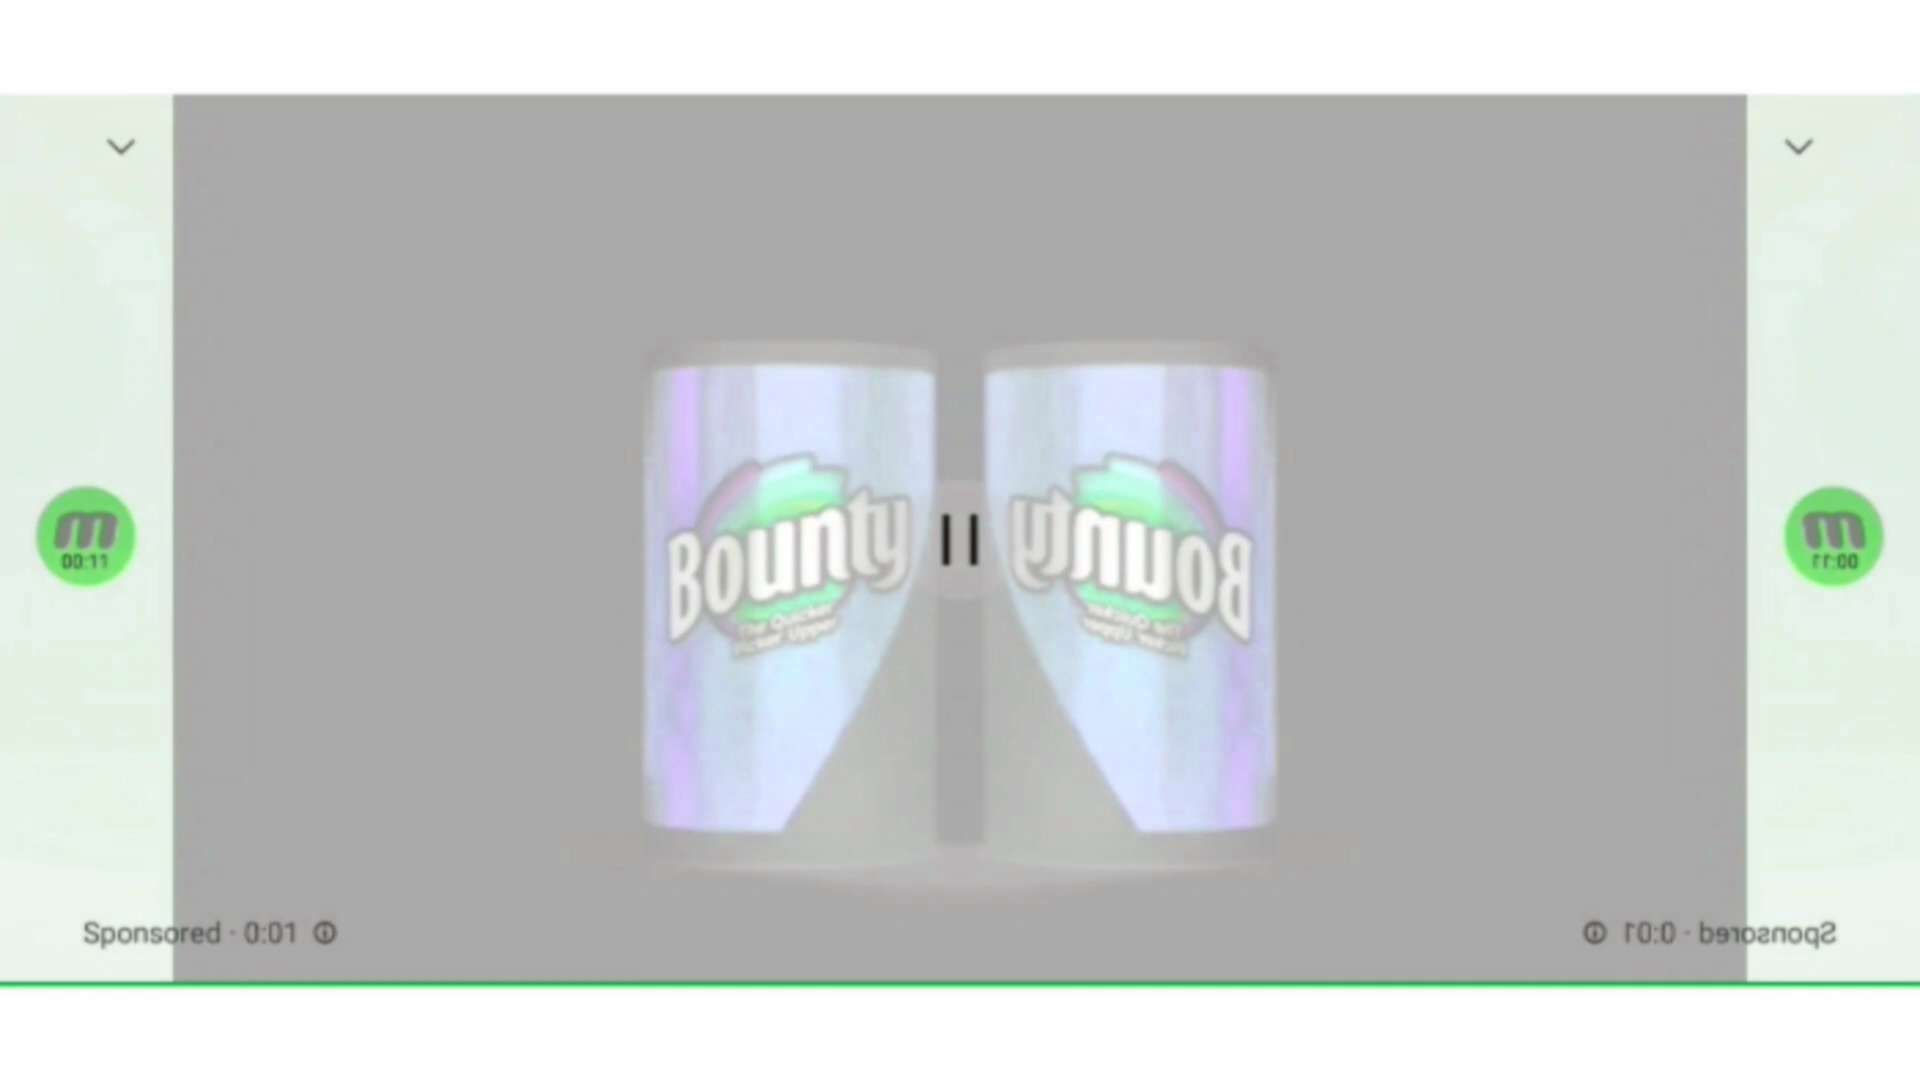 Bounty
The Quicker
Picker Upper
Bounty
The Quicker
Picker Upper
m
00:11
m
00:11
Sponsored · 0:01
Sponsored · 0:01